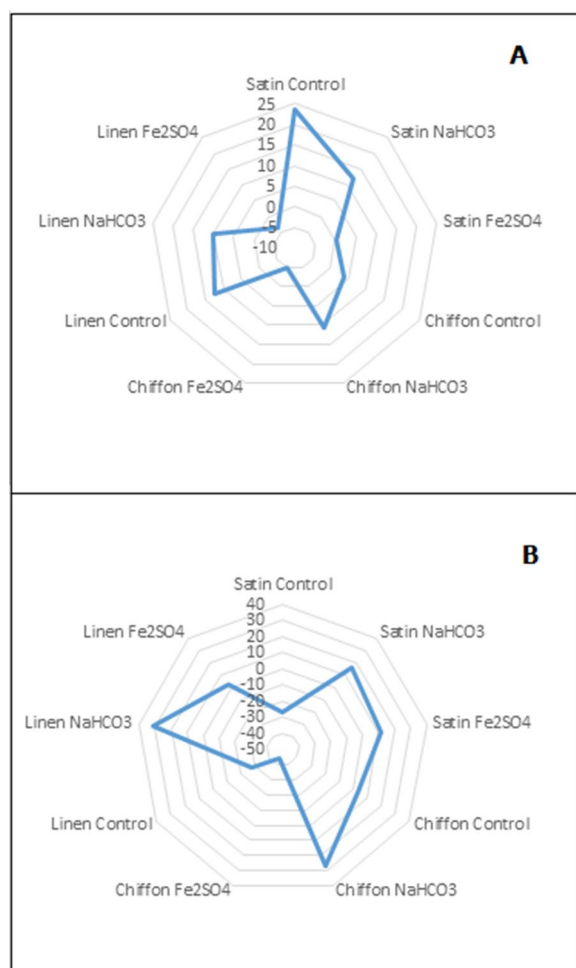 A
Satin Control
25
Linen Fe2SO4
20
Satin NaHCO3
15
10
5
Linen NaHCO3
0
Satin Fe2SO4
-5
-10
Linen Control
Chiffon Control
Chiffon Fe2SO4
Chiffon NaHCO3
B
Satin Control
40
30
Linen Fe2SO4
20
Satin NaHCO3
10
0
-10
Linen NaHCO3
-20
Satin Fe2SO4
-30
-40
-50
Linen Control
Chiffon Control
Chiffon Fe2SO4
Chiffon NaHCO3